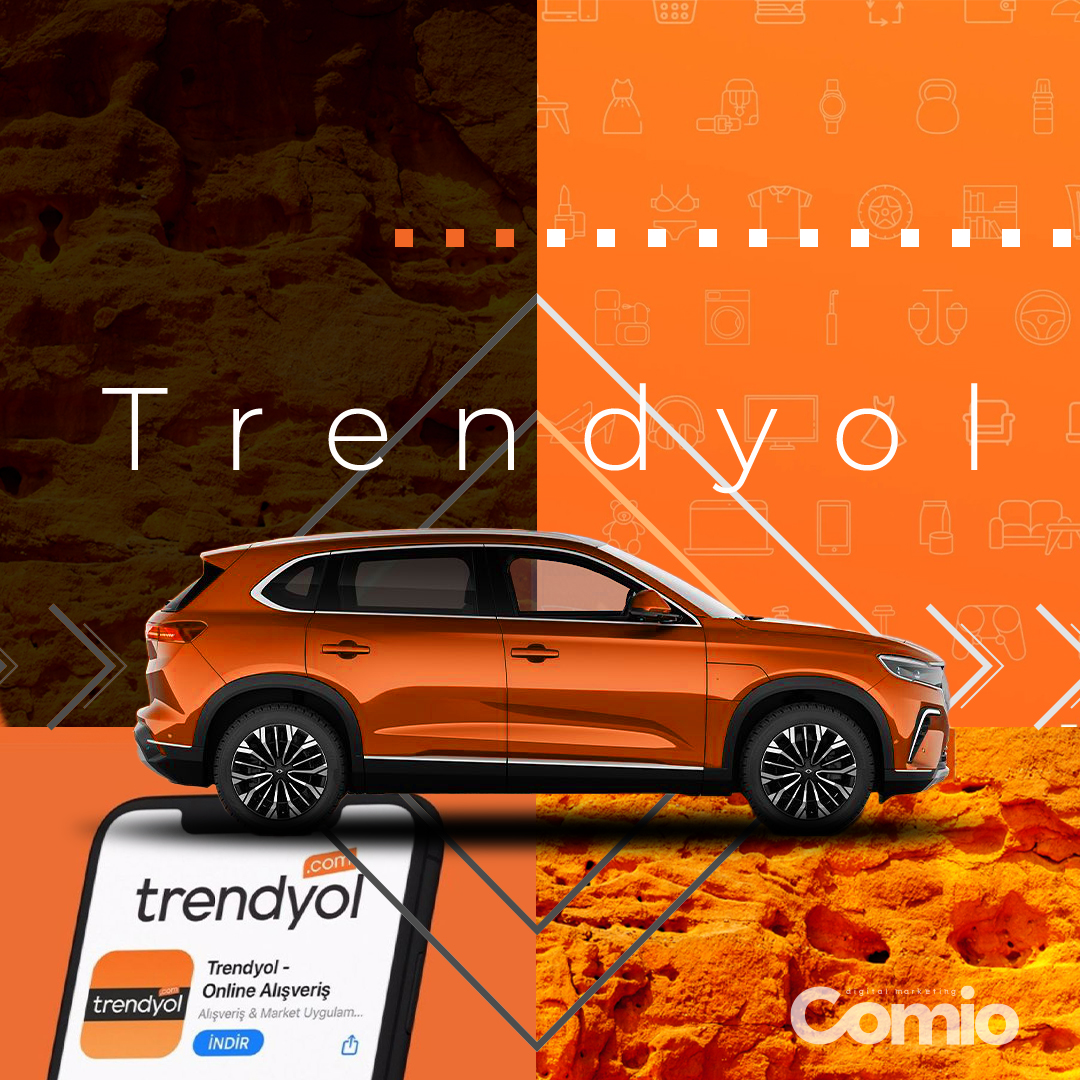 Trendyol
.com
trendyol
Trendyol -
Online Alışveriş
Alışveriş & Market Uygulam...
.com
trendyol
İNDİR
digital marketing
Comio